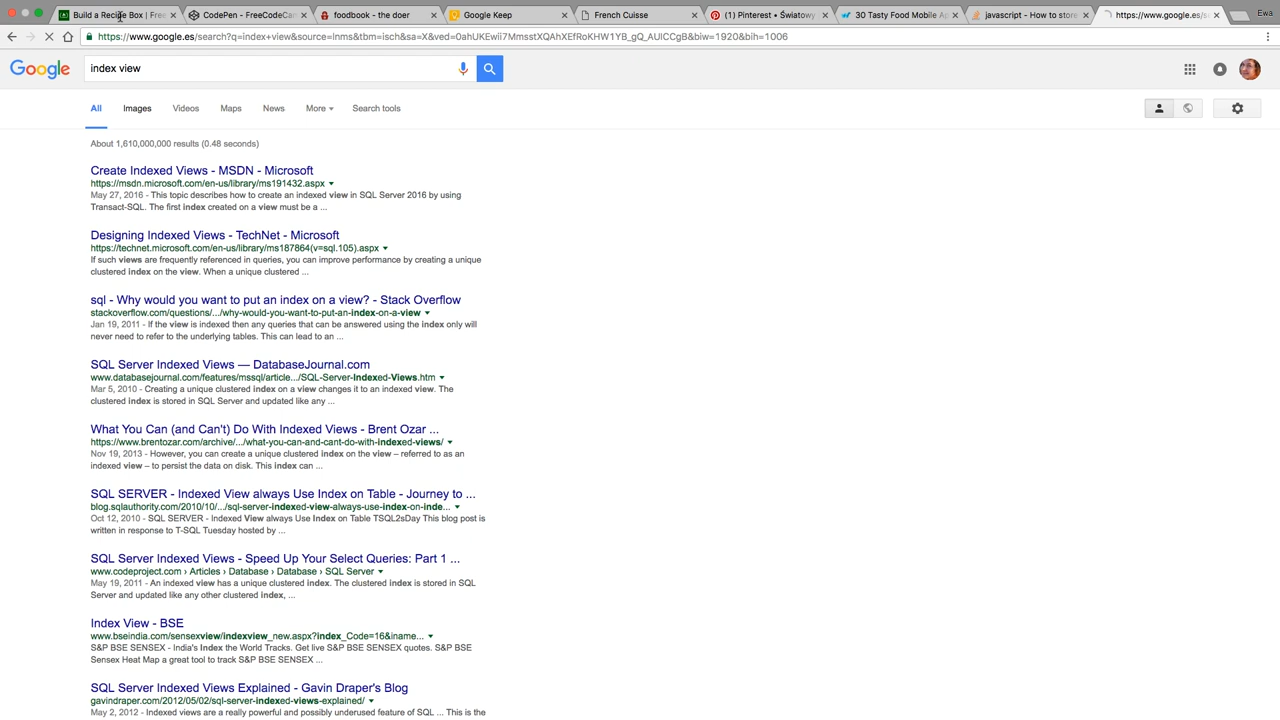 Build a Recipe Box | Free
CodePen - FreeCodeCam
foodbook - the doer
Google Keep
French Cuisse
(1) Pinterest • Światowy
30 Tasty Food Mobile Ap
javascript - How to store
https://www.google.es/se
Ewa
https://www.google.es/search?q=index+view&source=lnms&tbm=isch&sa=X&ved=0ahUKEwii7MmsstXQAhXEfRoKHW1YB_gQ_AUICCgB&biw=1920&bih=1006
Google
index view
All Images Videos Maps News More Search tools
About 1,610,000,000 results (0.48 seconds)
Create Indexed Views - MSDN - Microsoft
https://msdn.microsoft.com/en-us/library/ms191432.aspx
May 27, 2016 - This topic describes how to create an indexed view in SQL Server 2016 by using
Transact-SQL. The first index created on a view must be a ...
Designing Indexed Views - TechNet - Microsoft
https://technet.microsoft.com/en-us/library/ms187864(v=sql.105).aspx
If such views are frequently referenced in queries, you can improve performance by creating a unique
clustered index on the view. When a unique clustered ...
sql - Why would you want to put an index on a view? - Stack Overflow
stackoverflow.com/questions/.../why-would-you-want-to-put-an-index-on-a-view
Jan 19, 2011 - If the view is indexed then any queries that can be answered using the index only will
never need to refer to the underlying tables. This can lead to an ...
SQL Server Indexed Views — DatabaseJournal.com
www.databasejournal.com/features/mssql/article.../SQL-Server-Indexed-Views.htm
Mar 5, 2010 - Creating a unique clustered index on a view changes it to an indexed view. The
clustered index is stored in SQL Server and updated like any ...
What You Can (and Can't) Do With Indexed Views - Brent Ozar ...
https://www.brentozar.com/archive/.../what-you-can-and-cant-do-with-indexed-views/
Nov 19, 2013 - However, you can create a unique clustered index on the view – referred to as an
indexed view – to persist the data on disk. This index can ...
SQL SERVER - Indexed View always Use Index on Table - Journey to ...
blog.sqlauthority.com/2010/10/.../sql-server-indexed-view-always-use-index-on-inde...
Oct 12, 2010 - SQL SERVER - Indexed View always Use Index on Table TSQL2sDay This blog post is
written in response to T-SQL Tuesday hosted by ...
SQL Server Indexed Views - Speed Up Your Select Queries: Part 1 ...
www.codeproject.com › Articles › Database › Database › SQL Server
May 19, 2011 - An indexed view has a unique clustered index. The clustered index is stored in SQL
Server and updated like any other clustered index, ...
Index View - BSE
www.bseindia.com/sensexview/indexview_new.aspx?index_Code=16&iname...
S&P BSE SENSEX - India's Index the World Tracks. Get live S&P BSE SENSEX quotes. S&P BSE
Sensex Heat Map a great tool to track S&P BSE SENSEX ...
SQL Server Indexed Views Explained - Gavin Draper's Blog
gavindraper.com/2012/05/02/sql-server-indexed-views-explained/
May 2, 2012 - Indexed views are a really powerful and possibly underused feature of SQL ... This is the